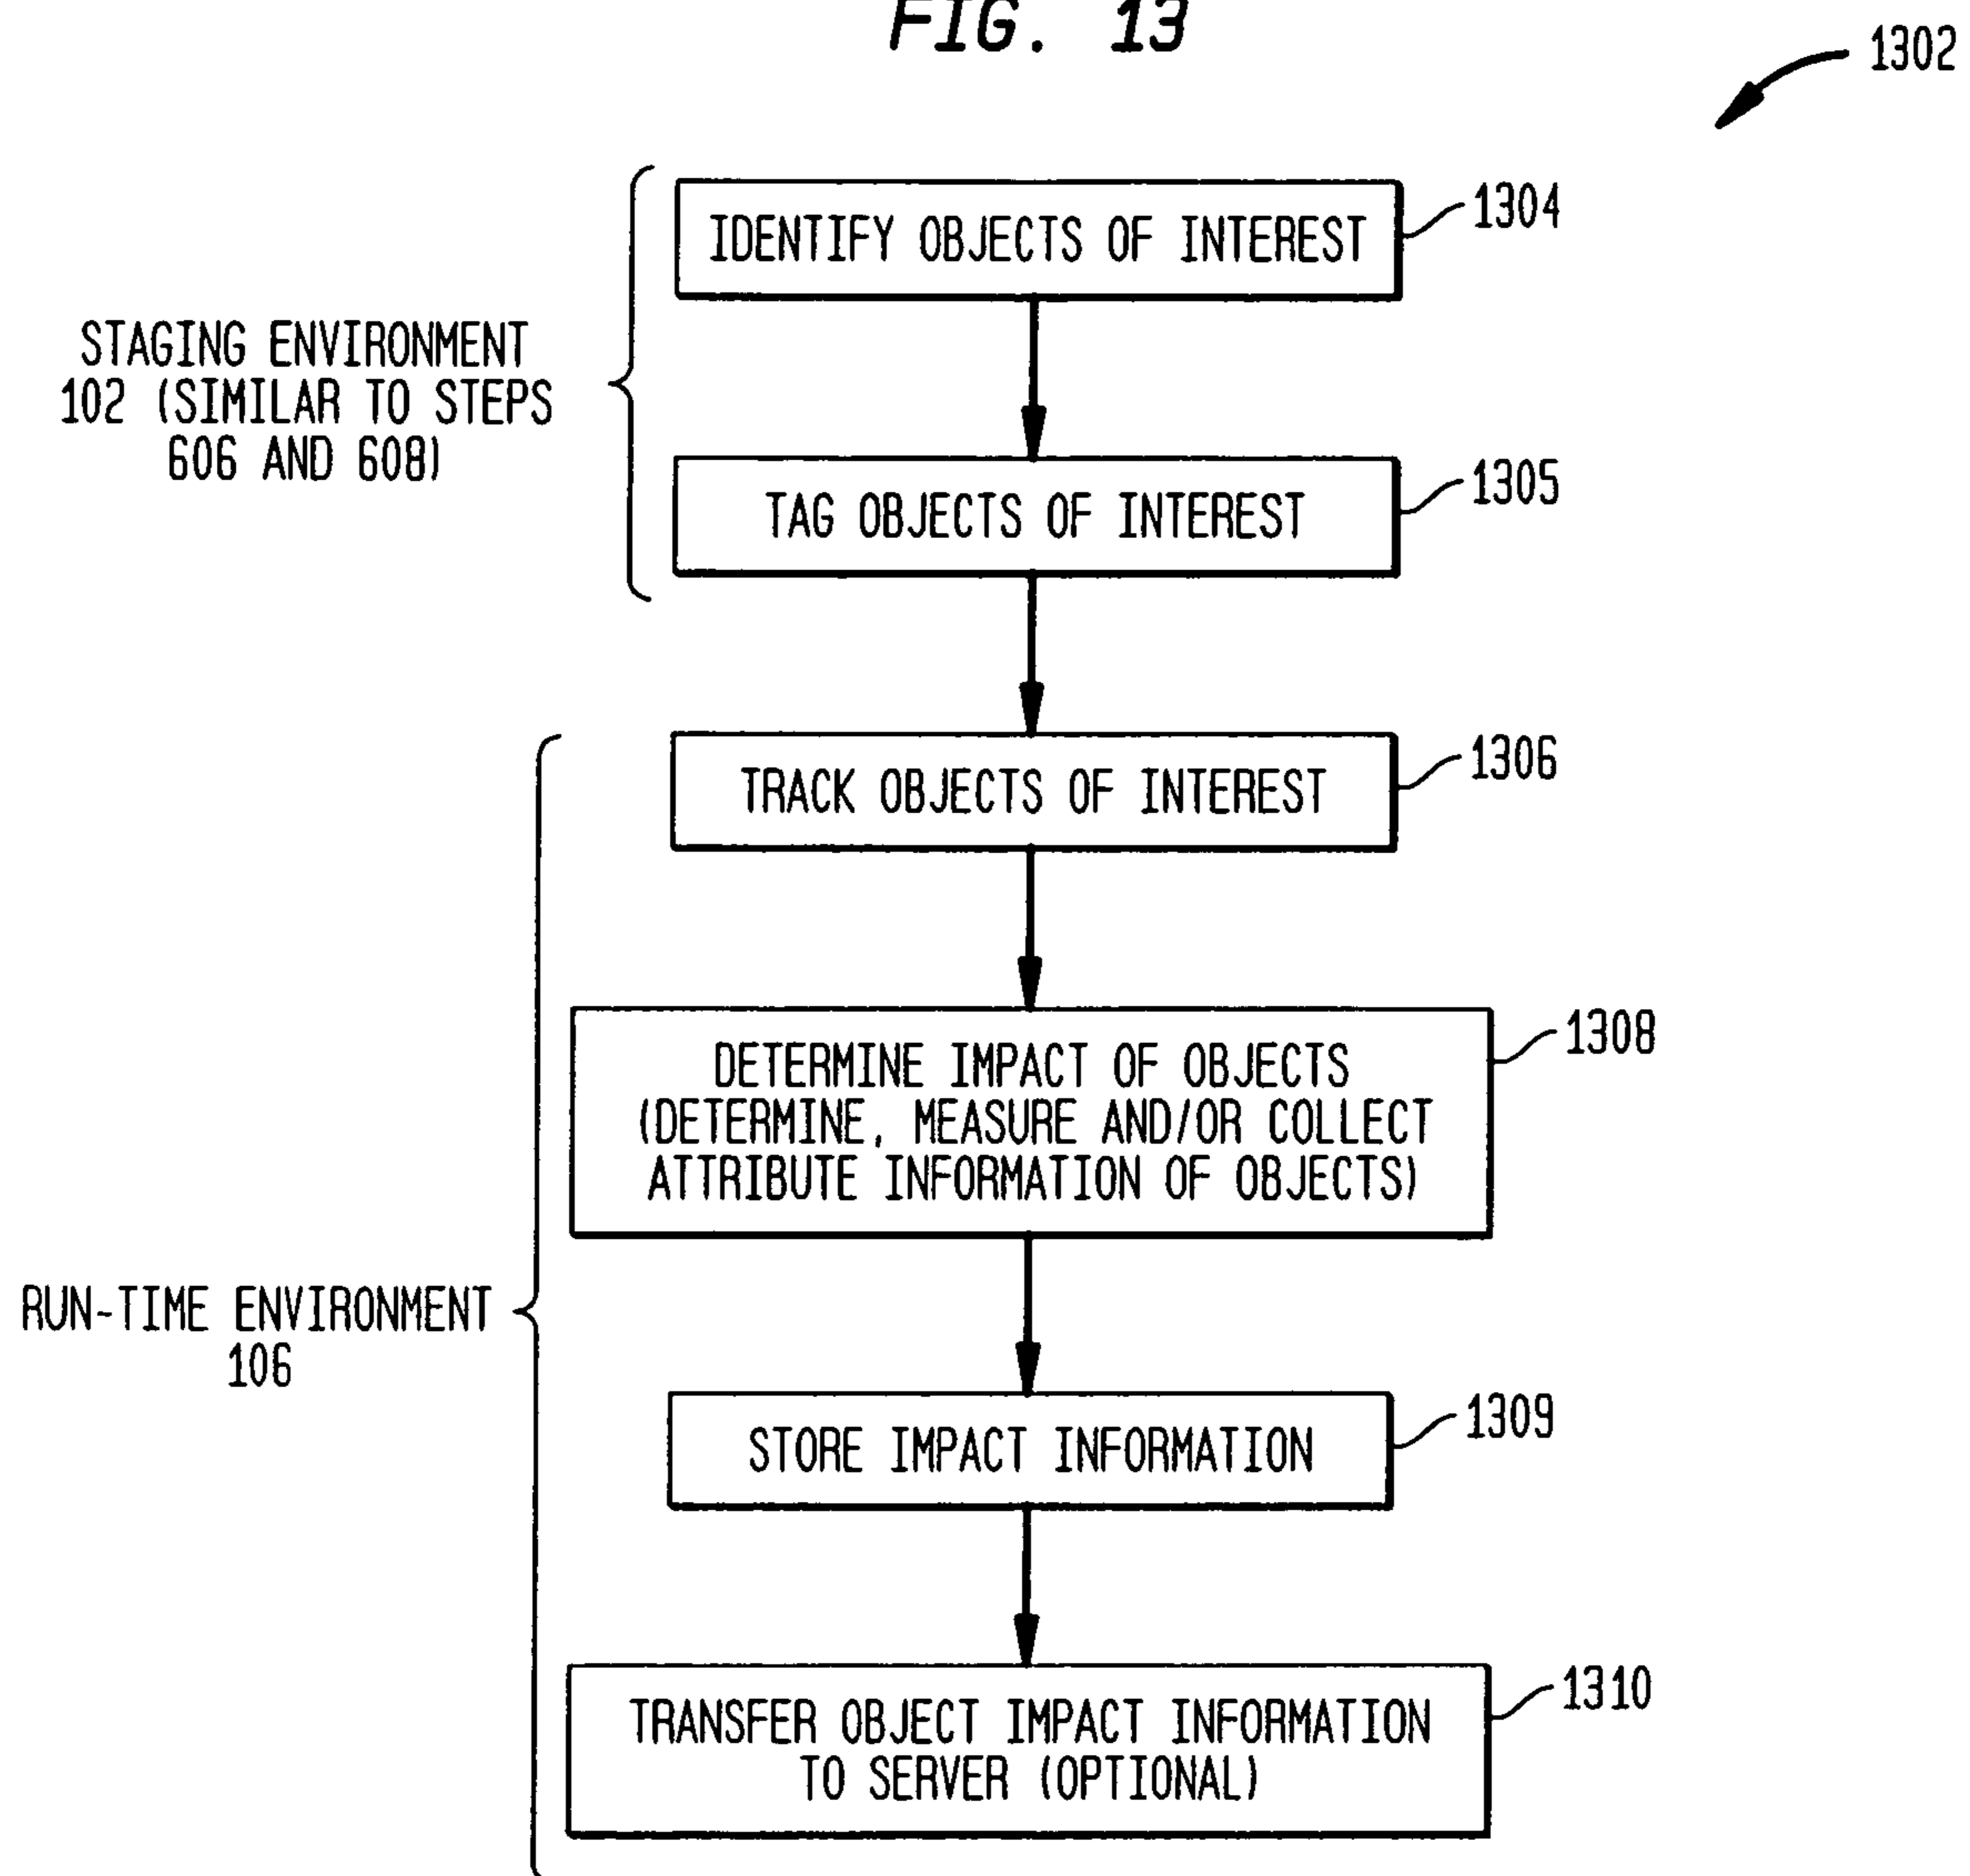 FIG. 13
1302
IDENTIFY OBJECTS OF INTEREST
1304
STAGING ENVIRONMENT
102 (SIMILAR TO STEPS
606 AND 608)
TAG OBJECTS OF INTEREST
1305
TRACK OBJECTS OF INTEREST
1306
DETERMINE IMPACT OF OBJECTS
(DETERMINE, MEASURE AND/OR COLLECT
ATTRIBUTE INFORMATION OF OBJECTS)
1308
RUN-TIME ENVIRONMENT
106
STORE IMPACT INFORMATION
1309
TRANSFER OBJECT IMPACT INFORMATION
TO SERVER (OPTIONAL)
1310